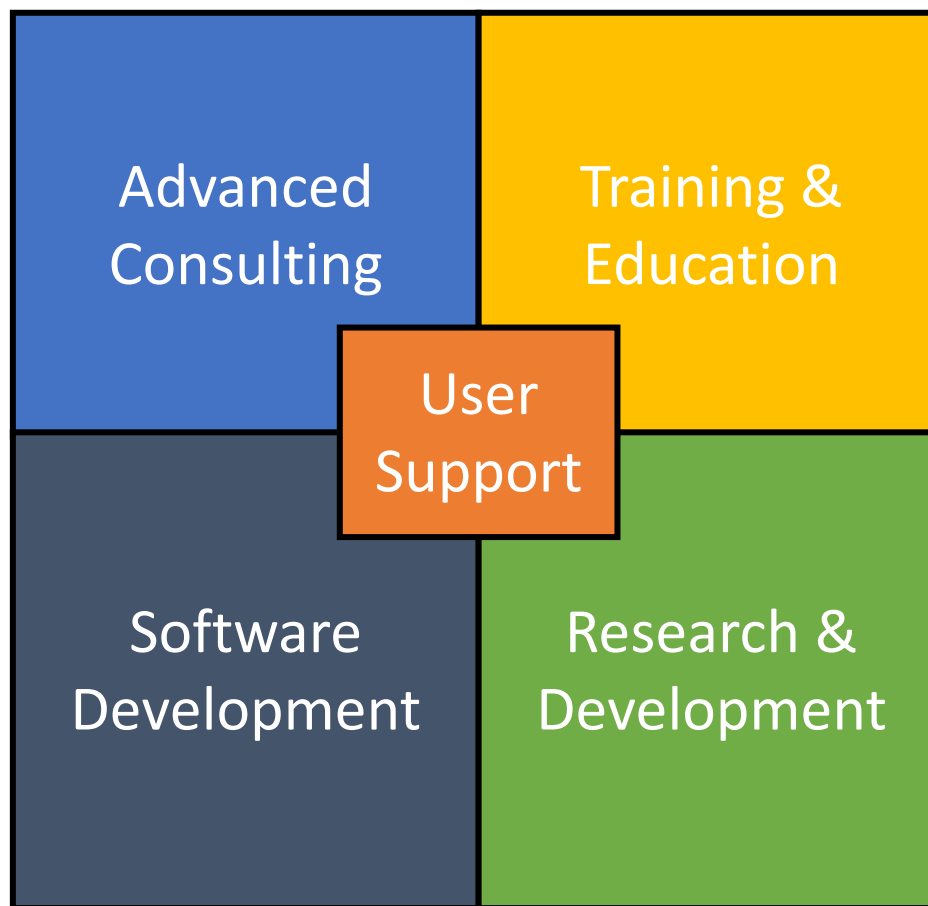 Advanced
Consulting
Training &
Education
User
Support
Software
Development
Research &
Development